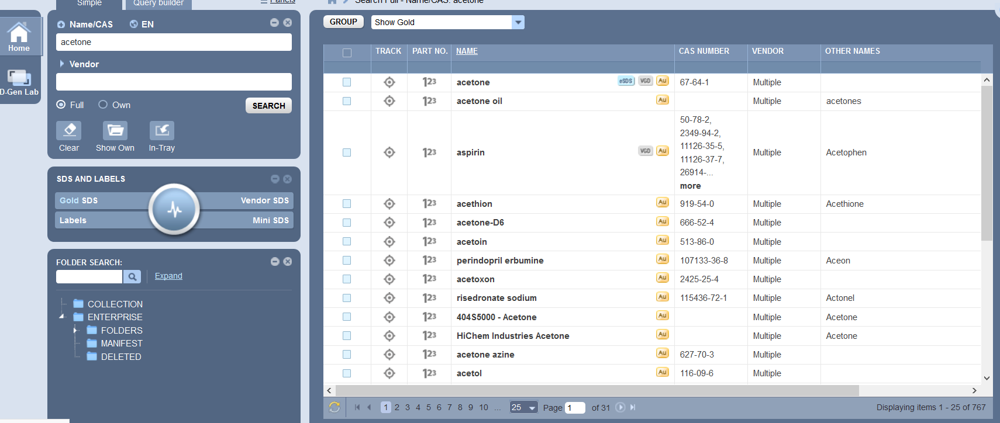 Simple
Query builder
Panels
Search Full - Name/CAS: acetone
Home
D-Gen Lab
Name/CAS
EN
acetone
Vendor
Full
Own
SEARCH
Clear
Show Own
In-Tray
SDS AND LABELS
Gold SDS
Vendor SDS
Labels
Mini SDS
FOLDER SEARCH:
Expand
COLLECTION
ENTERPRISE
FOLDERS
MANIFEST
DELETED
GROUP
Show Gold
TRACK PART NO. NAME CAS NUMBER VENDOR OTHER NAMES
123 acetone eSDS VGD Au 67-64-1 Multiple
123 acetone oil Au Multiple acetones
50-78-2,
2349-94-2,
11126-35-5,
123 aspirin VGD Au 11126-37-7, Multiple Acetophen
26914-...
more
123 acethion Au 919-54-0 Multiple Acethione
123 acetone-D6 Au 666-52-4 Multiple
123 acetoin Au 513-86-0 Multiple
123 perindopril erbumine Au 107133-36-8 Multiple Aceon
123 acetoxon Au 2425-25-4 Multiple
123 risedronate sodium Au 115436-72-1 Multiple Actonel
123 404S5000 - Acetone Au Multiple Acetone
123 HiChem Industries Acetone Au Multiple Acetone
123 acetone azine Au 627-70-3 Multiple
123 acetol Au 116-09-6 Multiple
1 2 3 4 5 6 7 8 9 10 ... 25 Page 1 of 31 Displaying items 1 - 25 of 767